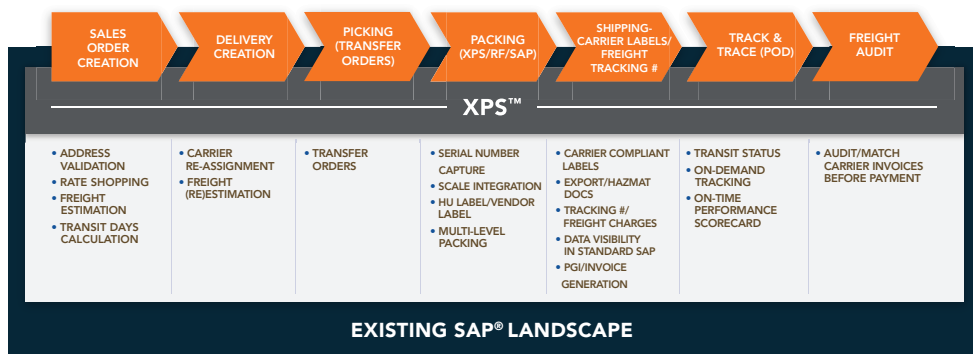 SALES
ORDER
CREATION
DELIVERY
CREATION
PICKING
(TRANSFER
ORDERS)
PACKING
(XPS/RF/SAP)
SHIPPING-
CARRIER LABELS/
FREIGHT
TRACKING #
TRACK &
TRACE (POD)
FREIGHT
AUDIT
XPS™
• ADDRESS
VALIDATION
• RATE SHOPPING
• FREIGHT
ESTIMATION
• TRANSIT DAYS
CALCULATION
• CARRIER
RE-ASSIGNMENT
• FREIGHT
(RE)ESTIMATION
• TRANSFER
ORDERS
• SERIAL NUMBER
CAPTURE
• SCALE INTEGRATION
• HU LABEL/VENDOR
LABEL
• MULTI-LEVEL
PACKING
• CARRIER COMPLIANT
LABELS
• EXPORT/HAZMAT
DOCS
• TRACKING #/
FREIGHT CHARGES
• DATA VISIBILITY
IN STANDARD SAP
• PGI/INVOICE
GENERATION
• TRANSIT STATUS
• ON-DEMAND
TRACKING
• ON-TIME
PERFORMANCE
SCORECARD
• AUDIT/MATCH
CARRIER INVOICES
BEFORE PAYMENT
EXISTING SAP® LANDSCAPE